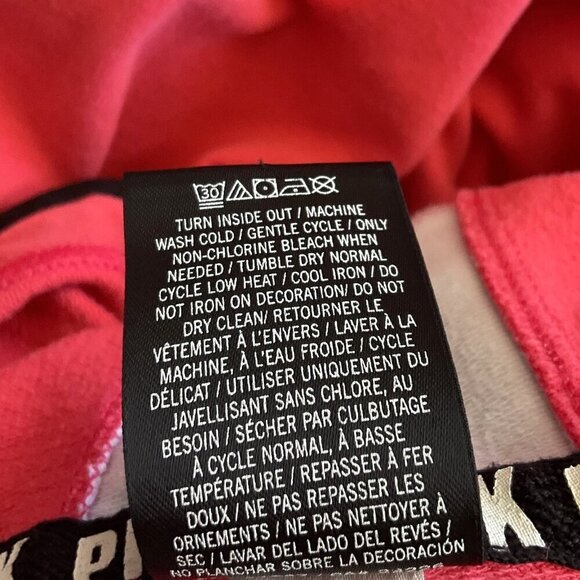 30
TURN INSIDE OUT / MACHINE
WASH COLD / GENTLE CYCLE / ONLY
NON-CHLORINE BLEACH WHEN
NEEDED / TUMBLE DRY NORMAL
CYCLE LOW HEAT / COOL IRON / DO
NOT IRON ON DECORATION/ DO NOT
DRY CLEAN/ RETOURNER LE
VÊTEMENT À L'ENVERS / LAVER À LA
MACHINE, À L'EAU FROIDE / CYCLE
DÉLICAT / UTILISER UNIQUEMENT DU
JAVELLISANT SANS CHLORE, AU
BESOIN / SÉCHER PAR CULBUTAGE
À CYCLE NORMAL, À BASSE
TEMPÉRATURE / REPASSER À FER
DOUX / NE PAS REPASSER LES
ORNEMENTS / NE PAS NETTOYER À
SEC / LAVAR DEL LADO DEL REVÉS /
NO PLANCHAR SOBRE LA DECORACIÓN /
K PI K